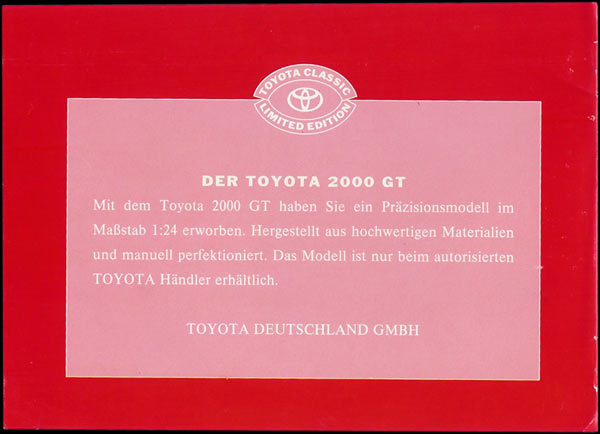 TOYOTA CLASSIC
LIMITED EDITION
DER TOYOTA 2000 GT
Mit dem Toyota 2000 GT haben Sie ein Präzisionsmodell im
Maßstab 1:24 erworben. Hergestellt aus hochwertigen Materialien
und manuell perfektioniert. Das Modell ist nur beim autorisierten
TOYOTA Händler erhältlich.
TOYOTA DEUTSCHLAND GMBH